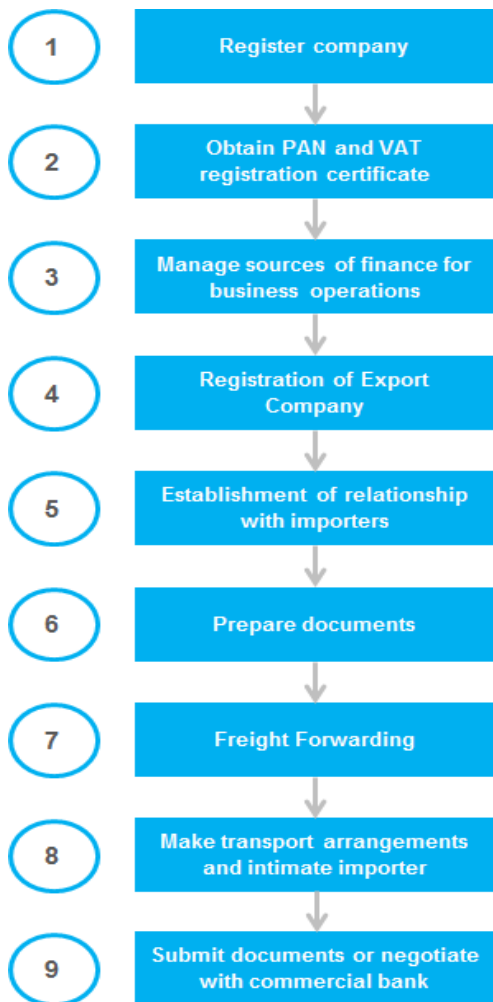 1
Register company
2
Obtain PAN and VAT
registration certificate
3
Manage sources of finance for
business operations
4
Registration of Export
Company
5
Establishment of relationship
with importers
6
Prepare documents
7
Freight Forwarding
8
Make transport arrangements
and intimate importer
9
Submit documents or negotiate
with commercial bank